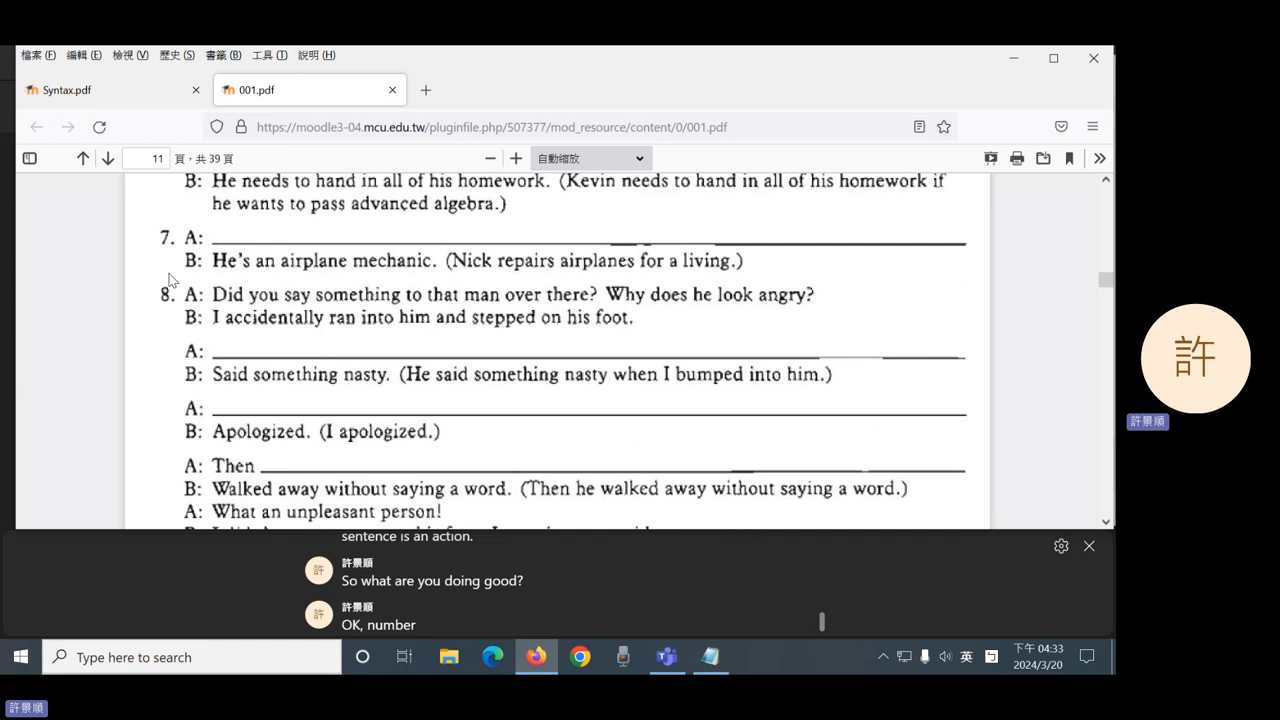 檔案 (F) 編輯 (E) 檢視 (V) 歷史 (S) 書籤 (B) 工具 (T) 說明 (H)
Syntax.pdf
001.pdf
https://moodle3-04.mcu.edu.tw/pluginfile.php/507377/mod_resource/content/0/001.pdf
11 頁，共 39 頁
自動縮放
B: He needs to hand in all of his homework. (Kevin needs to hand in all of his homework if
he wants to pass advanced algebra.)
7. A:
B: He's an airplane mechanic. (Nick repairs airplanes for a living.)
8. A: Did you say something to that man over there? Why does he look angry?
B: I accidentally ran into him and stepped on his foot.
A:
B: Said something nasty. (He said something nasty when I bumped into him.)
A:
B: Apologized. (I apologized.)
A: Then
B: Walked away without saying a word. (Then he walked away without saying a word.)
A: What an unpleasant person!
sentence is an action.
許
許景順
So what are you doing good?
許
許景順
OK, number
許
許景順
Type here to search
英
下午 04:33
2024/3/20
許景順